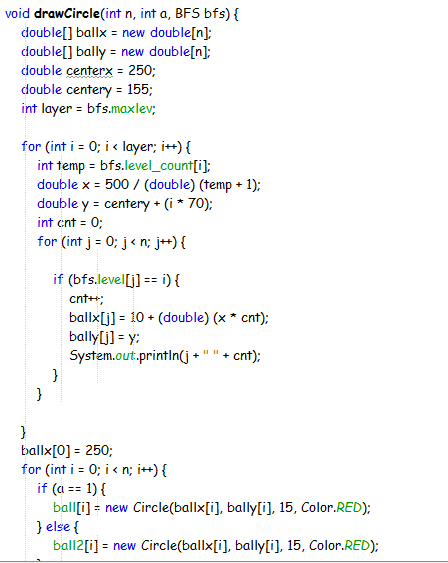 void drawCircle(int n, int a, BFS bfs) {
double[] ballx = new double[n];
double[] bally = new double[n];
double centerx = 250;
double centery = 155;
int layer = bfs.maxlev;
for (int i = 0; i < layer; i++) {
int temp = bfs.level_count[i];
double x = 500 / (double) (temp + 1);
double y = centery + (i * 70);
int cnt = 0;
for (int j = 0; j < n; j++) {
if (bfs.level[j] == i) {
cnt++;
ballx[j] = 10 + (double) (x * cnt);
bally[j] = y;
System.out.println(j + " " + cnt);
}
}
}
ballx[0] = 250;
for (int i = 0; i < n; i++) {
if (a == 1) {
ball[i] = new Circle(ballx[i], bally[i], 15, Color.RED);
} else {
ball2[i] = new Circle(ballx[i], bally[i], 15, Color.RED);